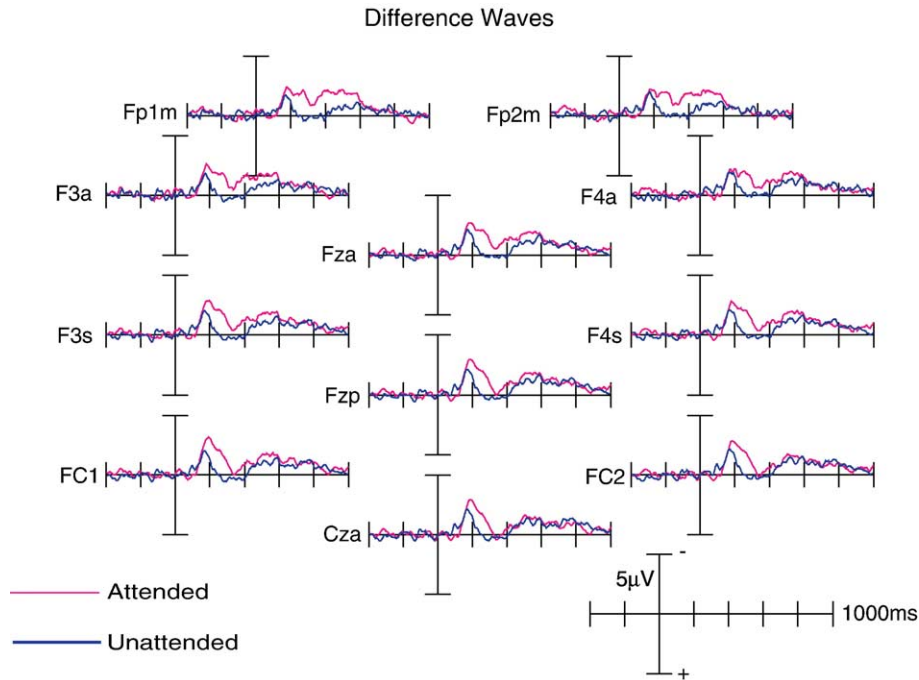 Difference Waves
Fp1m
Fp2m
F3a
F4a
Fza
F3s
F4s
Fzp
FC1
FC2
Cza
-
5μV
Attended
1000ms
Unattended
+